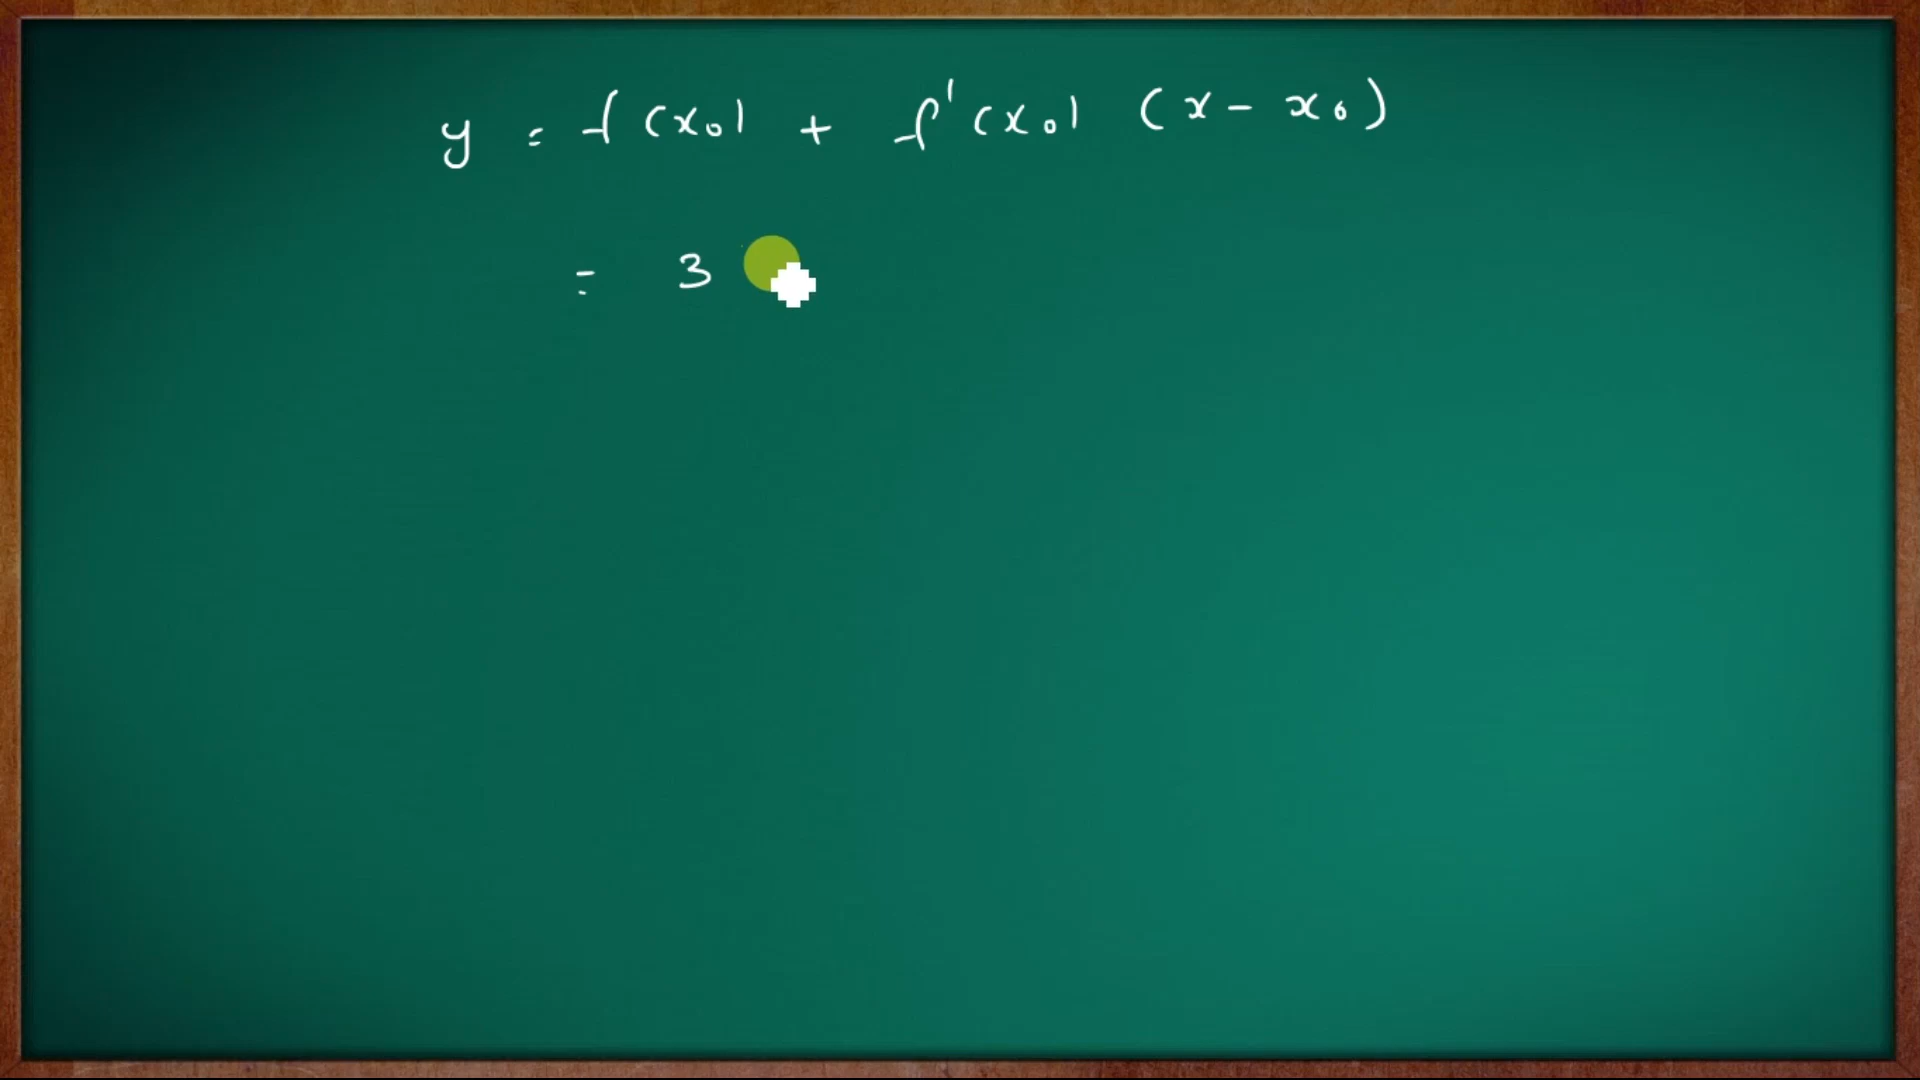 y = f(x₀) + f'(x₀) (x - x₀)
= 3